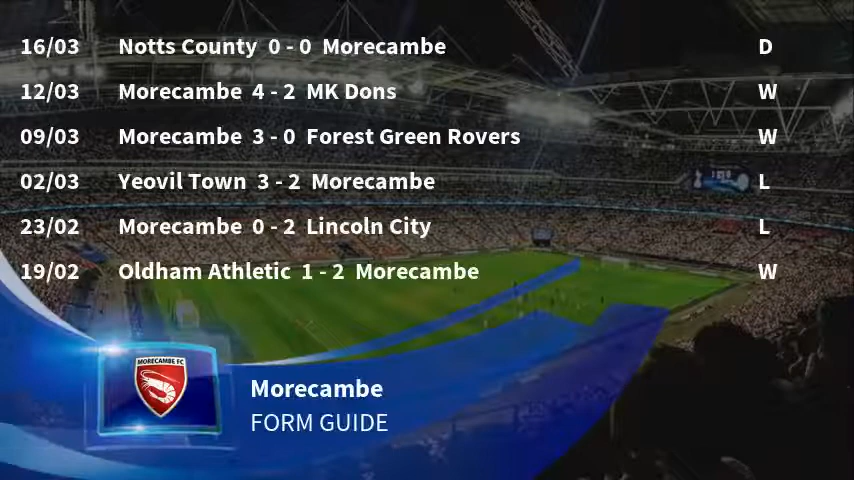 16/03 Notts County 0 - 0 Morecambe D
12/03 Morecambe 4 - 2 MK Dons W
09/03 Morecambe 3 - 0 Forest Green Rovers W
02/03 Yeovil Town 3 - 2 Morecambe L
23/02 Morecambe 0 - 2 Lincoln City L
19/02 Oldham Athletic 1 - 2 Morecambe W
MORECAMBE FC
Morecambe
FORM GUIDE